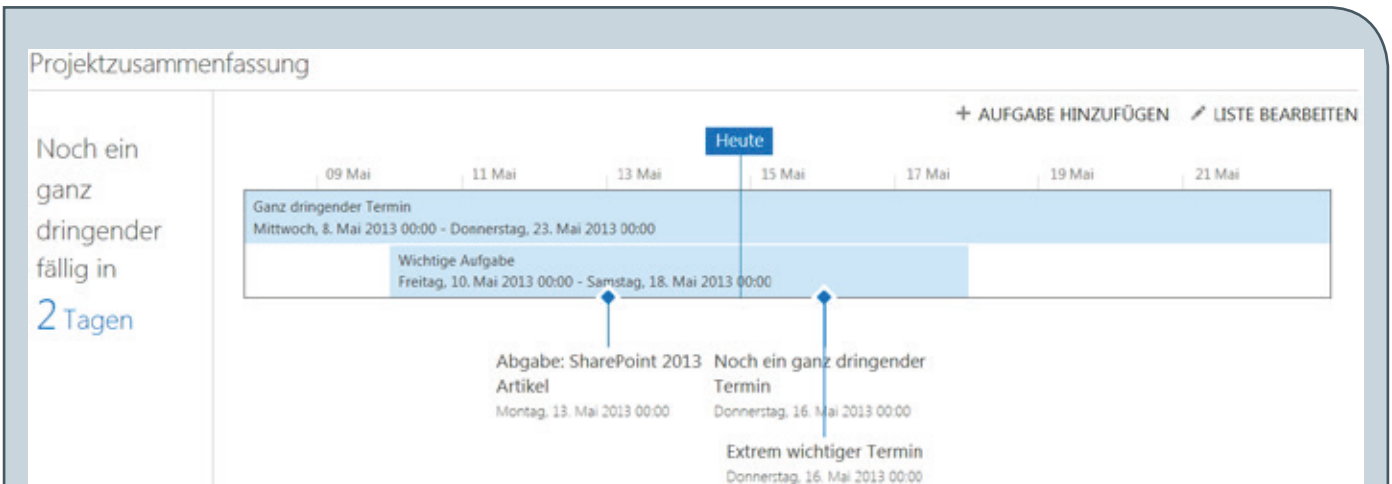 Projektzusammenfassung
+ AUFGABE HINZUFÜGEN LISTE BEARBEITEN
Noch ein
ganz
dringender
fällig in
2 Tagen
Heute
09 Mai 11 Mai 13 Mai 15 Mai 17 Mai 19 Mai 21 Mai
Ganz dringender Termin
Mittwoch, 8. Mai 2013 00:00 - Donnerstag, 23. Mai 2013 00:00
Wichtige Aufgabe
Freitag, 10. Mai 2013 00:00 - Samstag, 18. Mai 2013 00:00
Abgabe: SharePoint 2013
Artikel
Montag, 13. Mai 2013 00:00
Noch ein ganz dringender
Termin
Donnerstag, 16. Mai 2013 00:00
Extrem wichtiger Termin
Donnerstag, 16. Mai 2013 00:00